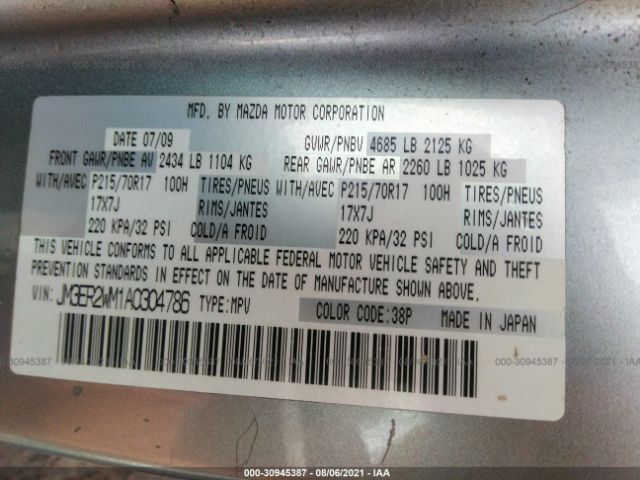 000-30945387 - 08/06/2021 - IAA
MFD. BY MAZDA MOTOR CORPORATION
DATE 07/09 GVWR/PNBV 4685 LB 2125 KG
FRONT GAWR/PNBE AV 2434 LB 1104 KG REAR GAWR/PNBE AR 2260 LB 1025 KG
WITH/AVEC P215/70R17 100H TIRES/PNEUS WITH/AVEC P215/70R17 100H TIRES/PNEUS
17X7J RIMS/JANTES 17X7J RIMS/JANTES
220 KPA/32 PSI COLD/A FROID 220 KPA/32 PSI COLD/A FROID
THIS VEHICLE CONFORMS TO ALL APPLICABLE FEDERAL MOTOR VEHICLE SAFETY AND THEFT
PREVENTION STANDARDS IN EFFECT ON THE DATE OF MANUFACTURE SHOWN ABOVE.
VIN: JM3ER2WM1A0304786 TYPE:MPV COLOR CODE:38P MADE IN JAPAN
000-30945387 - 08/06/2021 - IAA